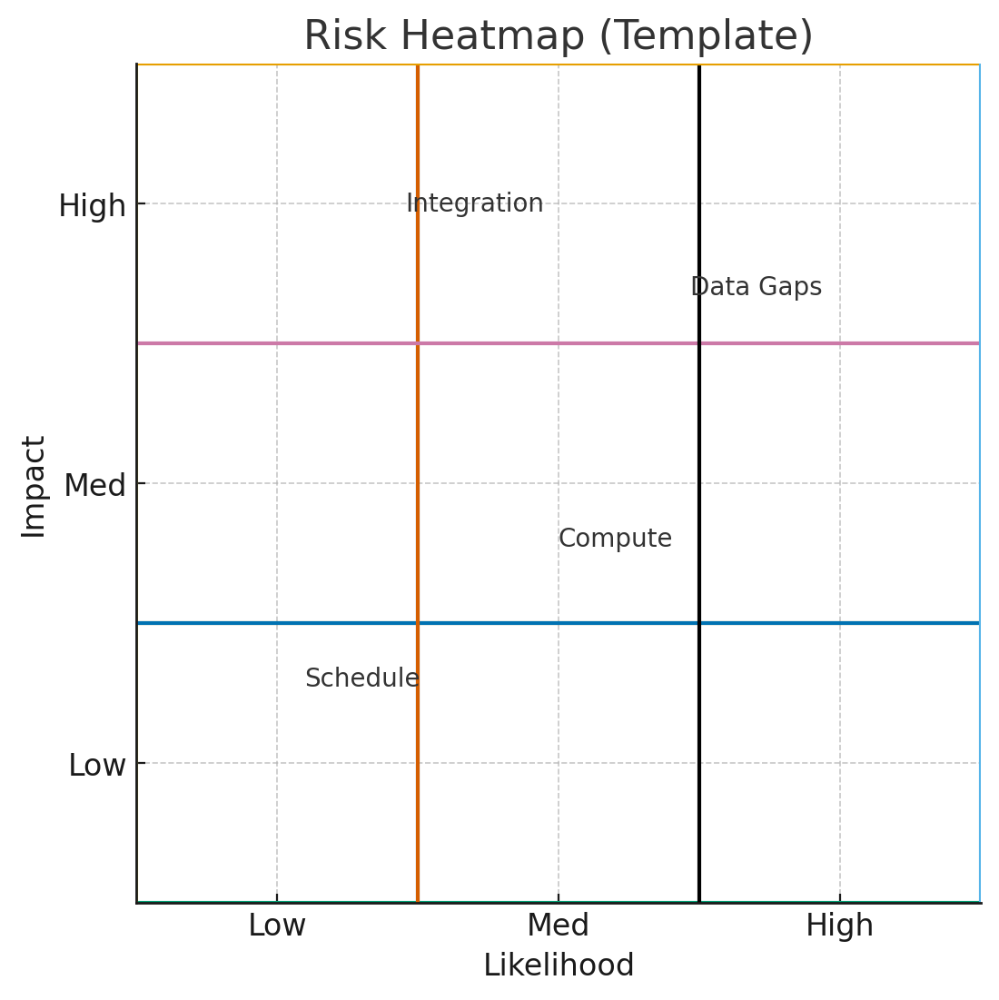 Risk Heatmap (Template)
High
Integration
Data Gaps
Impact
Med
Compute
Schedule
Low
Low Med High
Likelihood